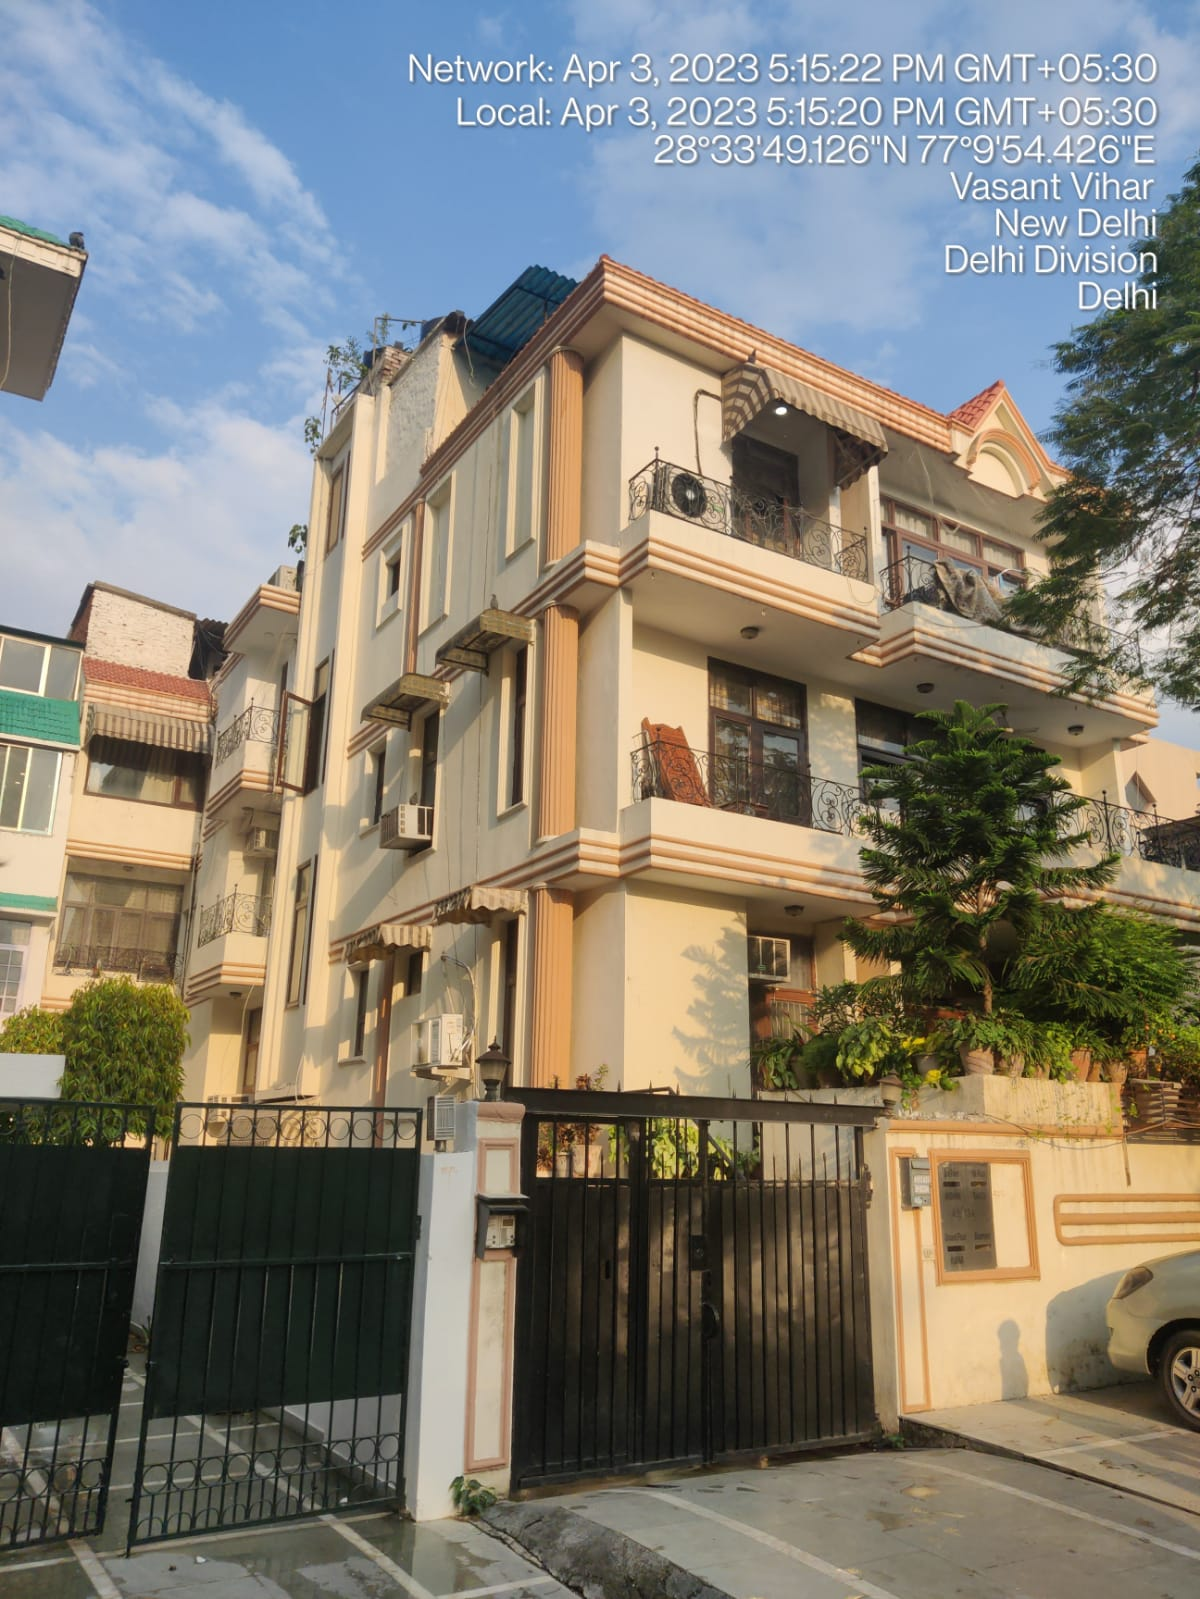 Network: Apr 3, 2023 5:15:22 PM GMT+05:30
Local: Apr 3, 2023 5:15:20 PM GMT+05:30
28°33'49.126"N 77°9'54.426"E
Vasant Vihar
New Delhi
Delhi Division
Delhi